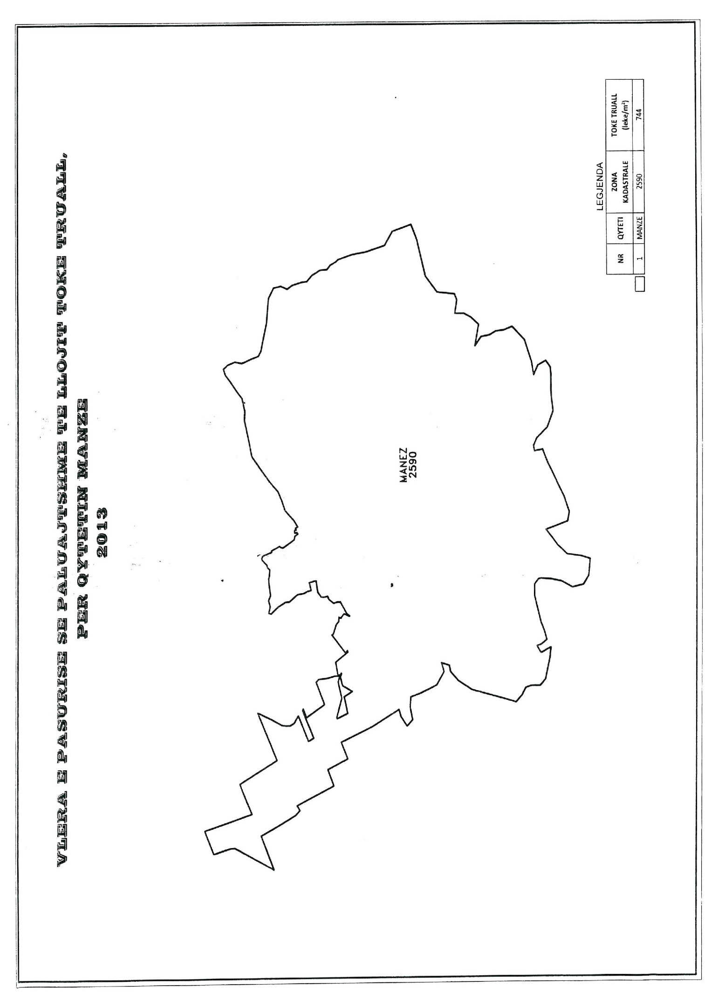 VLERA E PASURISE SE PALUAJTSHME TE LLOJIT TOKE TRUALL,
PER QYTETIN MANZE
2013
MANEZ
2590
LEGJENDA
NR QYTETI ZONA KADASTRALE TOKE TRUALL (leke/m²)
1 MANZE 2590 744